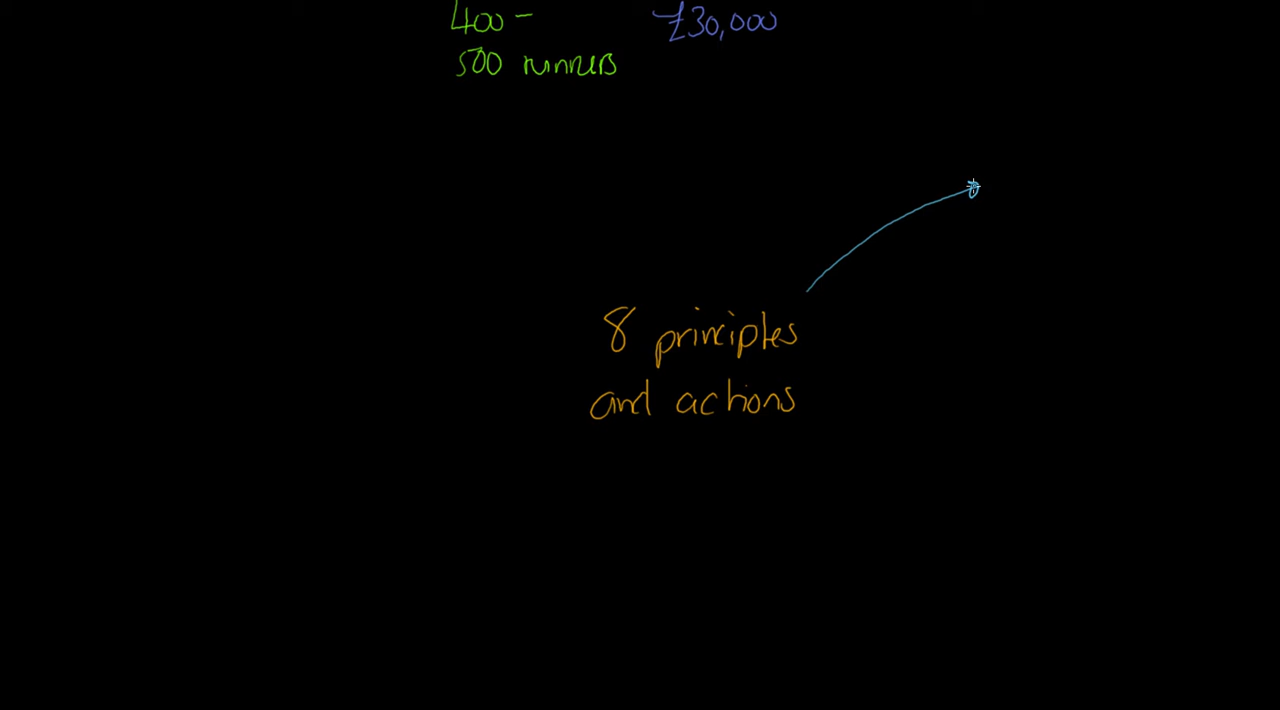 400 - £30,000
500 runners
8 principles
and actions